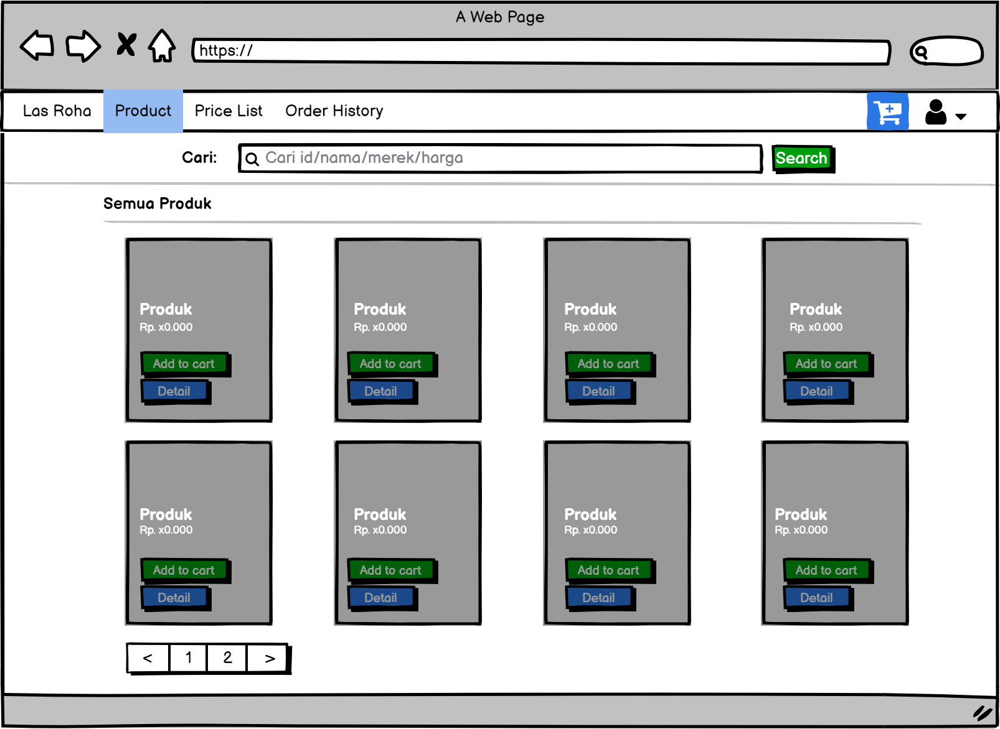 A Web Page
https://
Las Roha Product Price List Order History
Cari: Cari id/nama/merek/harga Search
Semua Produk
Produk Produk Produk Produk
Rp. x0.000 Rp. x0.000 Rp. x0.000 Rp. x0.000
Add to cart Add to cart Add to cart Add to cart
Detail Detail Detail Detail
Produk Produk Produk Produk
Rp. x0.000 Rp. x0.000 Rp. x0.000 Rp. x0.000
Add to cart Add to cart Add to cart Add to cart
Detail Detail Detail Detail
< 1 2 >